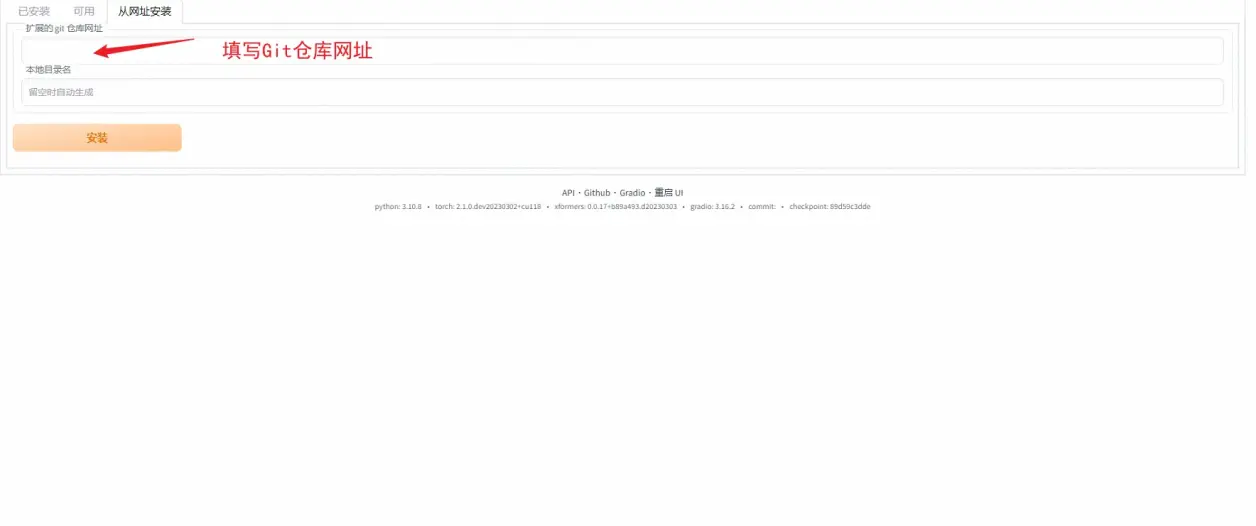 已安装 可用 从网址安装
扩展的 git 仓库网址
填写Git仓库网址
本地目录名
留空时自动生成
安装
API · Github · Gradio · 重启 UI
python: 3.10.8 • torch: 2.1.0.dev20230302+cu118 • xformers: 0.0.17+b89a493.d20230303 • gradio: 3.16.2 • commit: • checkpoint: 89d59c3dde